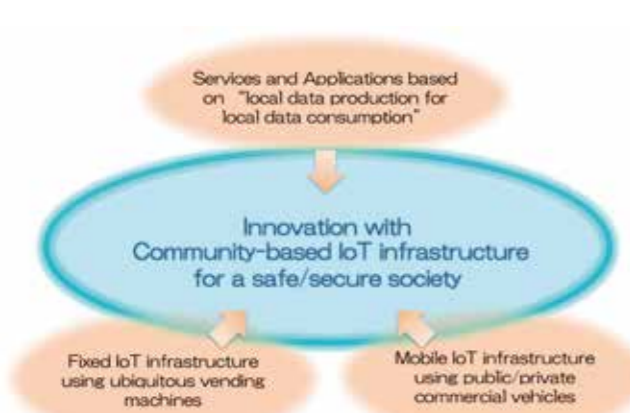 Services and Applications based
on “local data production for
local data consumption”
Innovation with
Community-based IoT infrastructure
for a safe/secure society
Fixed IoT infrastructure
using ubiquitous vending
machines
Mobile IoT infrastructure
using public/private
commercial vehicles